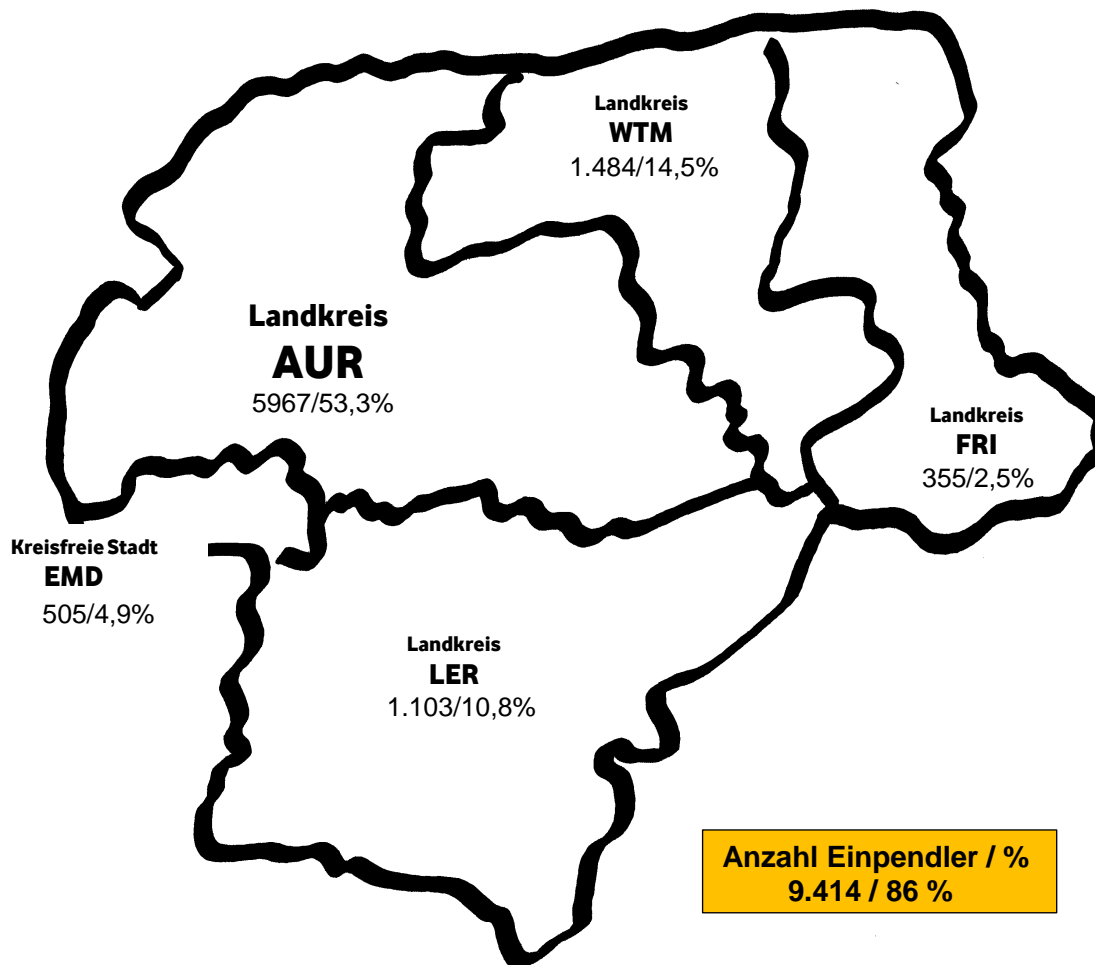 Landkreis
WTM
1.484/14,5%
Landkreis
AUR
5967/53,3%
Landkreis
FRI
355/2,5%
Kreisfreie Stadt
EMD
505/4,9%
Landkreis
LER
1.103/10,8%
Anzahl Einpendler / %
9.414 / 86 %